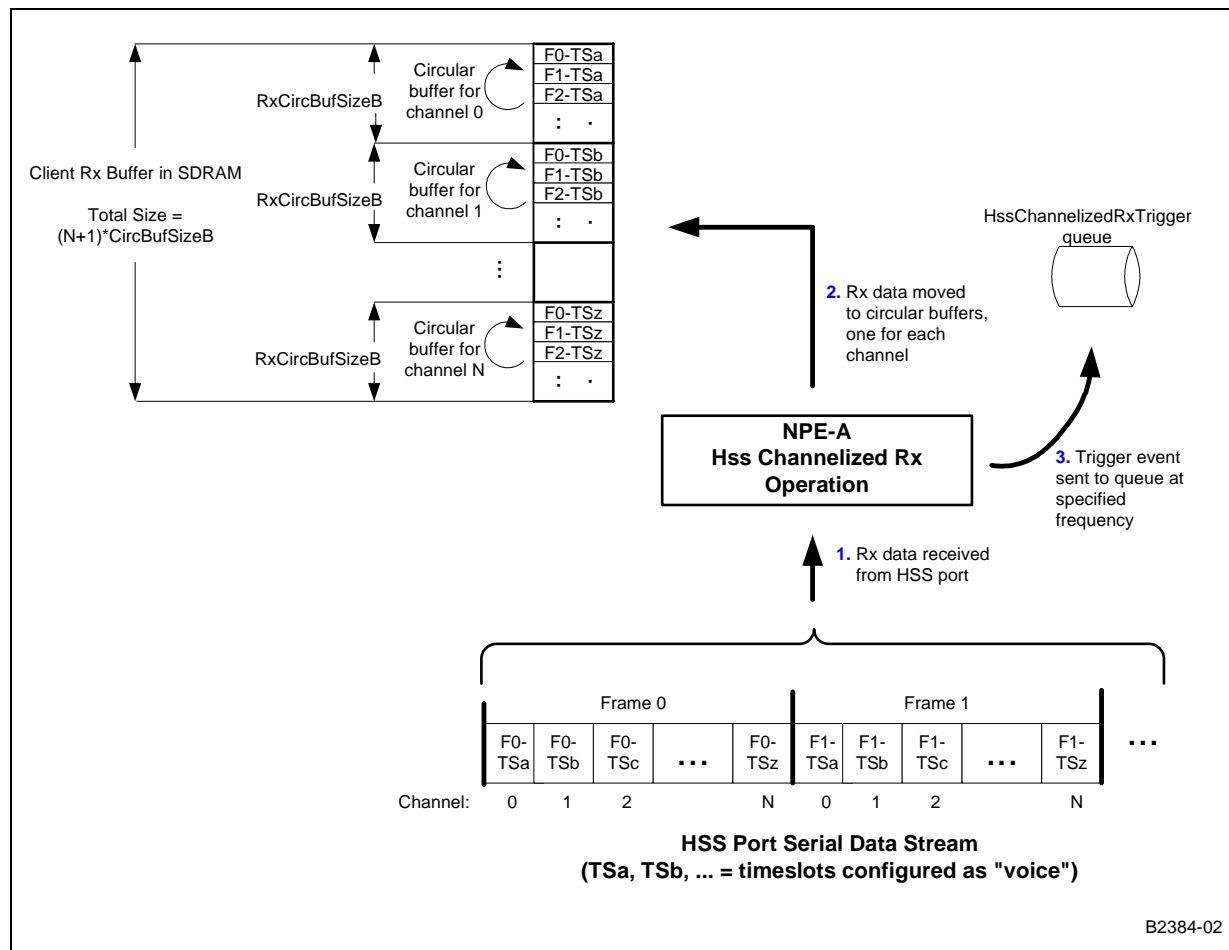 Client Rx Buffer in SDRAM
Total Size =
(N+1)*CircBufSizeB
RxCircBufSizeB
Circular
buffer for
channel 0
F0-TSa
F1-TSa
F2-TSa
: .
RxCircBufSizeB
Circular
buffer for
channel 1
F0-TSb
F1-TSb
F2-TSb
: .
⋮
RxCircBufSizeB
Circular
buffer for
channel N
F0-TSz
F1-TSz
F2-TSz
: .
HssChannelizedRxTrigger
queue
2. Rx data moved
to circular buffers,
one for each
channel
NPE-A
Hss Channelized Rx
Operation
3. Trigger event
sent to queue at
specified
frequency
1. Rx data received
from HSS port
Frame 0 Frame 1
F0- F0- F0- F0- F1- F1- F1- F1-
TSa TSb TSc ... TSz TSa TSb TSc ... TSz ...
Channel: 0 1 2 N 0 1 2 N
HSS Port Serial Data Stream
(TSa, TSb, ... = timeslots configured as "voice")
B2384-02